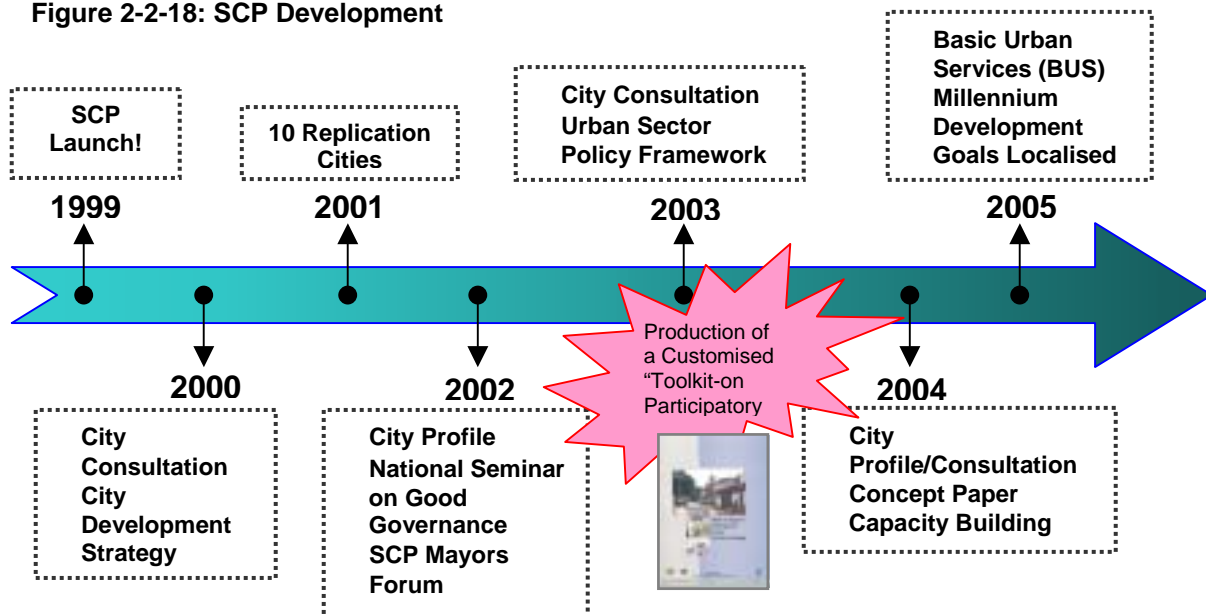 Figure 2-2-18: SCP Development
SCP
Launch!
1999
10 Replication
Cities
2001
City Consultation
Urban Sector
Policy Framework
2003
Basic Urban
Services (BUS)
Millennium
Development
Goals Localised
2005
2000
City
Consultation
City
Development
Strategy
2002
City Profile
National Seminar
on Good
Governance
SCP Mayors
Forum
Production of
a Customised
“Toolkit-on
Participatory
2004
City
Profile/Consultation
Concept Paper
Capacity Building